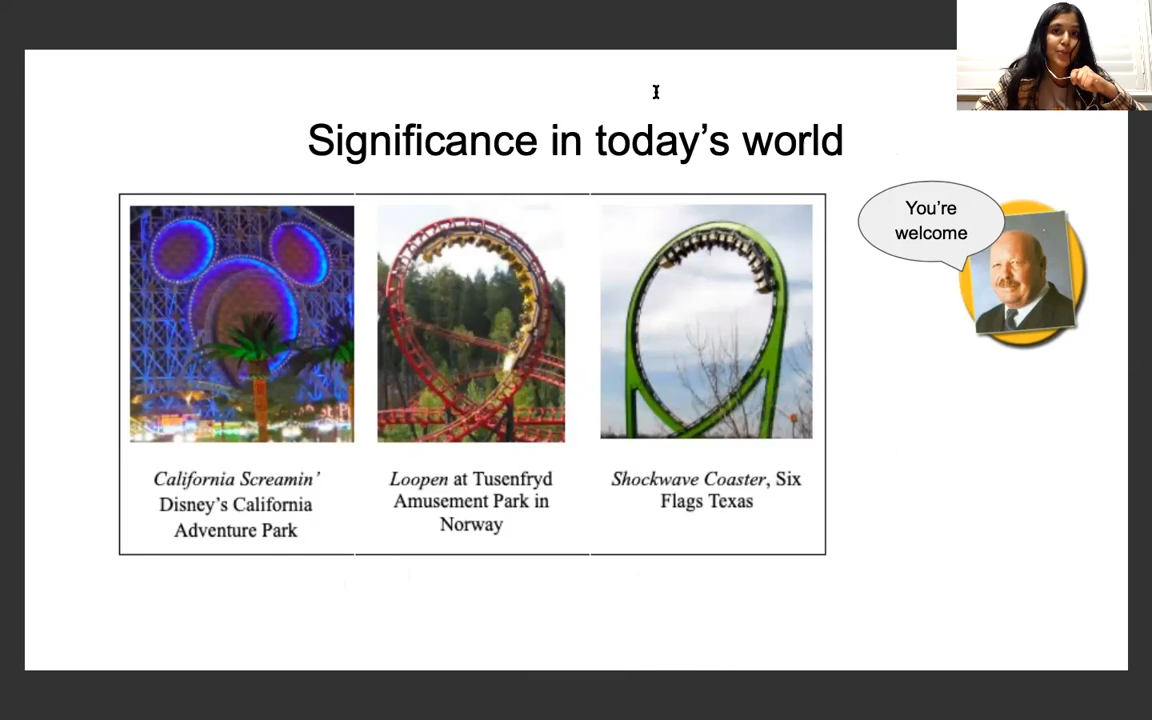 Significance in today’s world
You’re
welcome
California Screamin’
Disney’s California
Adventure Park
Loopen at Tusenfryd
Amusement Park in
Norway
Shockwave Coaster, Six
Flags Texas